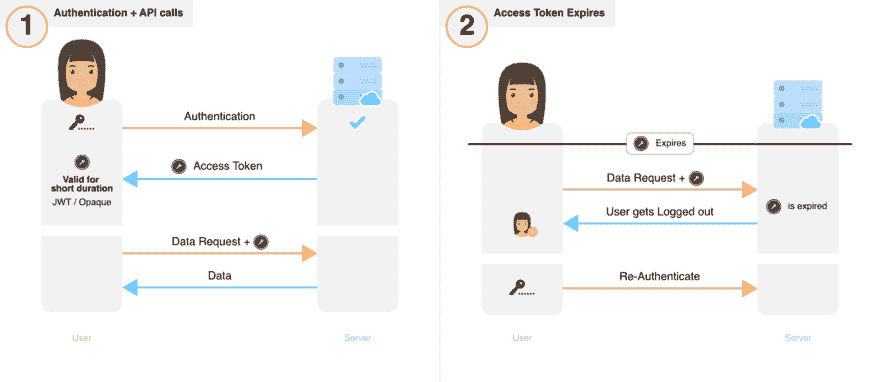 1
Authentication + API calls
Authentication
Access Token
Valid for
short duration
JWT / Opaque
Data Request +
Data
User
Server
2
Access Token Expires
Expires
Data Request +
User gets Logged out
is expired
Re-Authenticate
User
Server